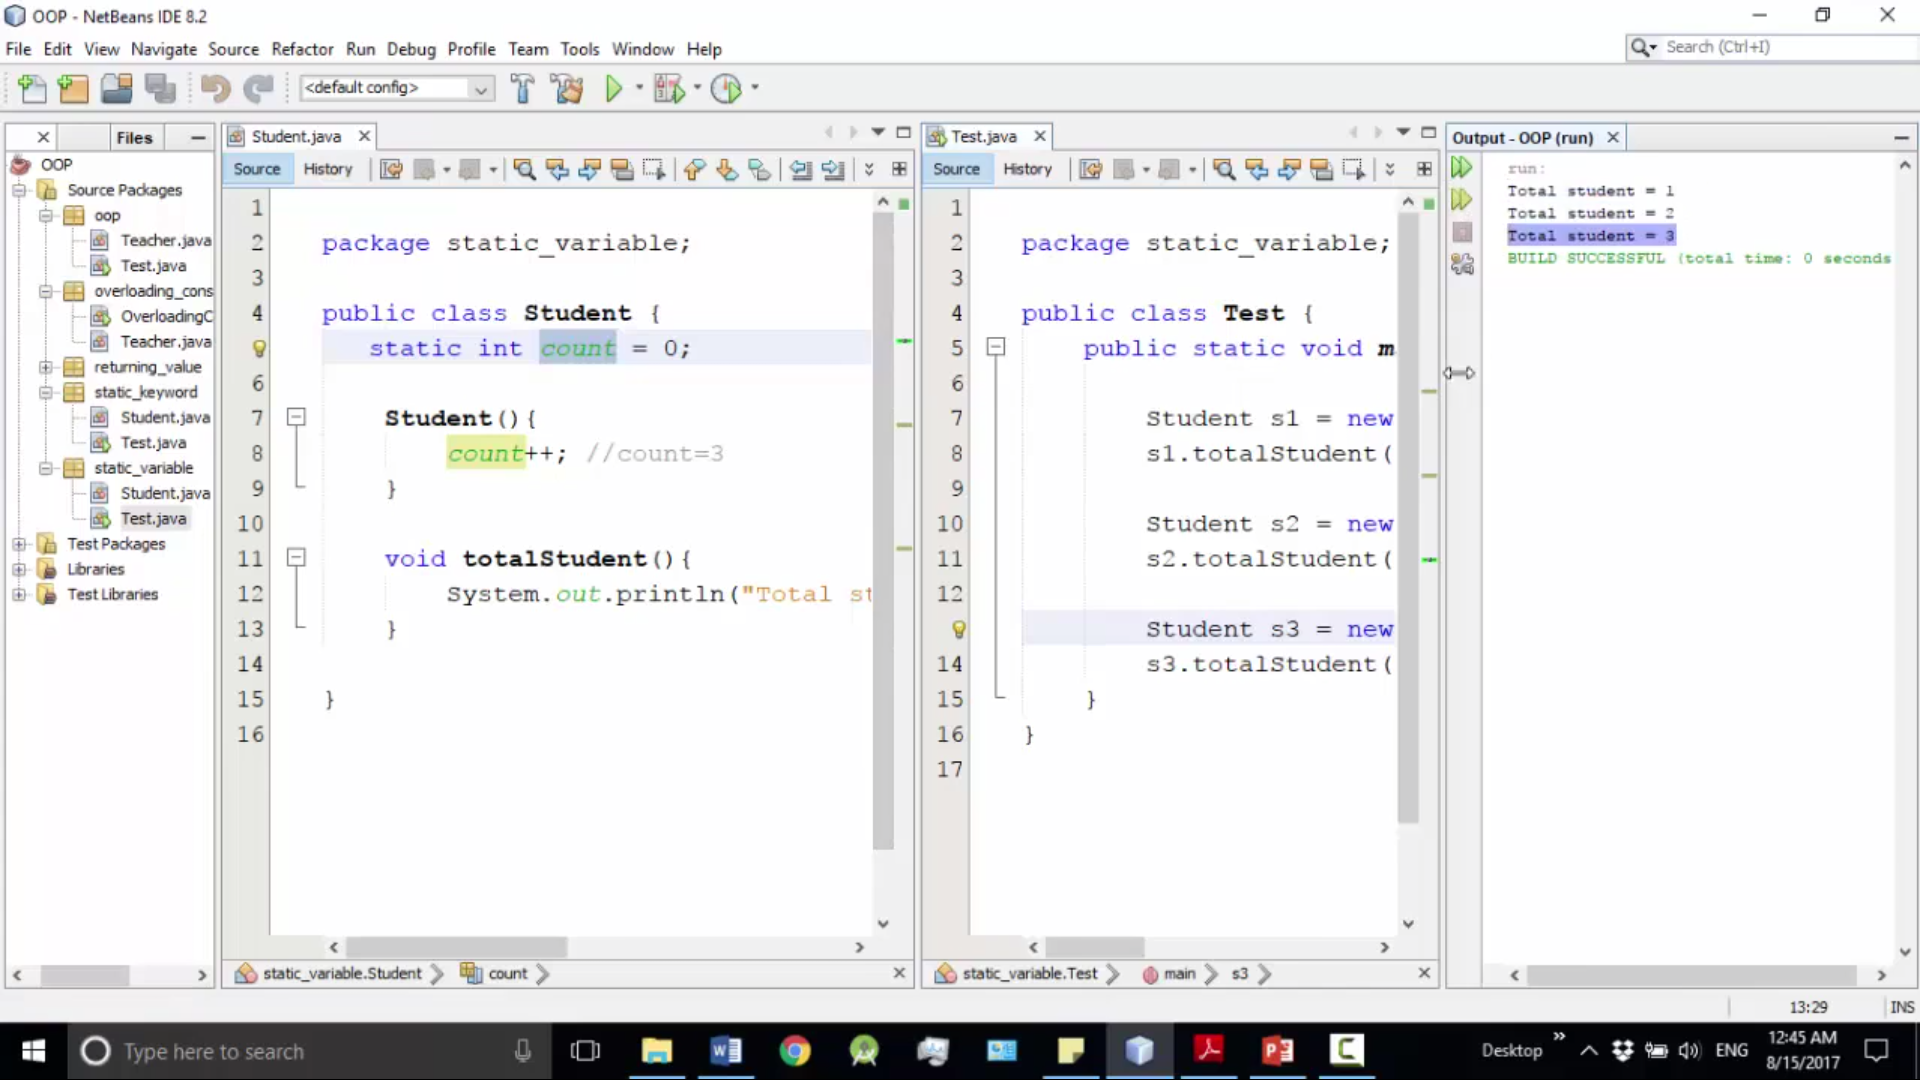 OOP - NetBeans IDE 8.2
File Edit View Navigate Source Refactor Run Debug Profile Team Tools Window Help
Search (Ctrl+I)
<default config>
Files
OOP
Source Packages
oop
Teacher.java
Test.java
overloading_cons
OverloadingC
Teacher.java
returning_value
static_keyword
Student.java
Test.java
static_variable
Student.java
Test.java
Test Packages
Libraries
Test Libraries
Student.java
Source History
1
2 package static_variable;
3
4 public class Student {
static int count = 0;
6
7 Student(){
8 count++; //count=3
9 }
10
11 void totalStudent(){
12 System.out.println("Total st
13 }
14
15 }
16
static_variable.Student count
Test.java
Source History
1
2 package static_variable;
3
4 public class Test {
5 public static void m
6
7 Student s1 = new
8 s1.totalStudent(
9
10 Student s2 = new
11 s2.totalStudent(
12
Student s3 = new
14 s3.totalStudent(
15 }
16 }
17
static_variable.Test main s3
Output - OOP (run)
run:
Total student = 1
Total student = 2
Total student = 3
BUILD SUCCESSFUL (total time: 0 seconds
13:29 INS
Type here to search
Desktop
ENG
12:45 AM
8/15/2017